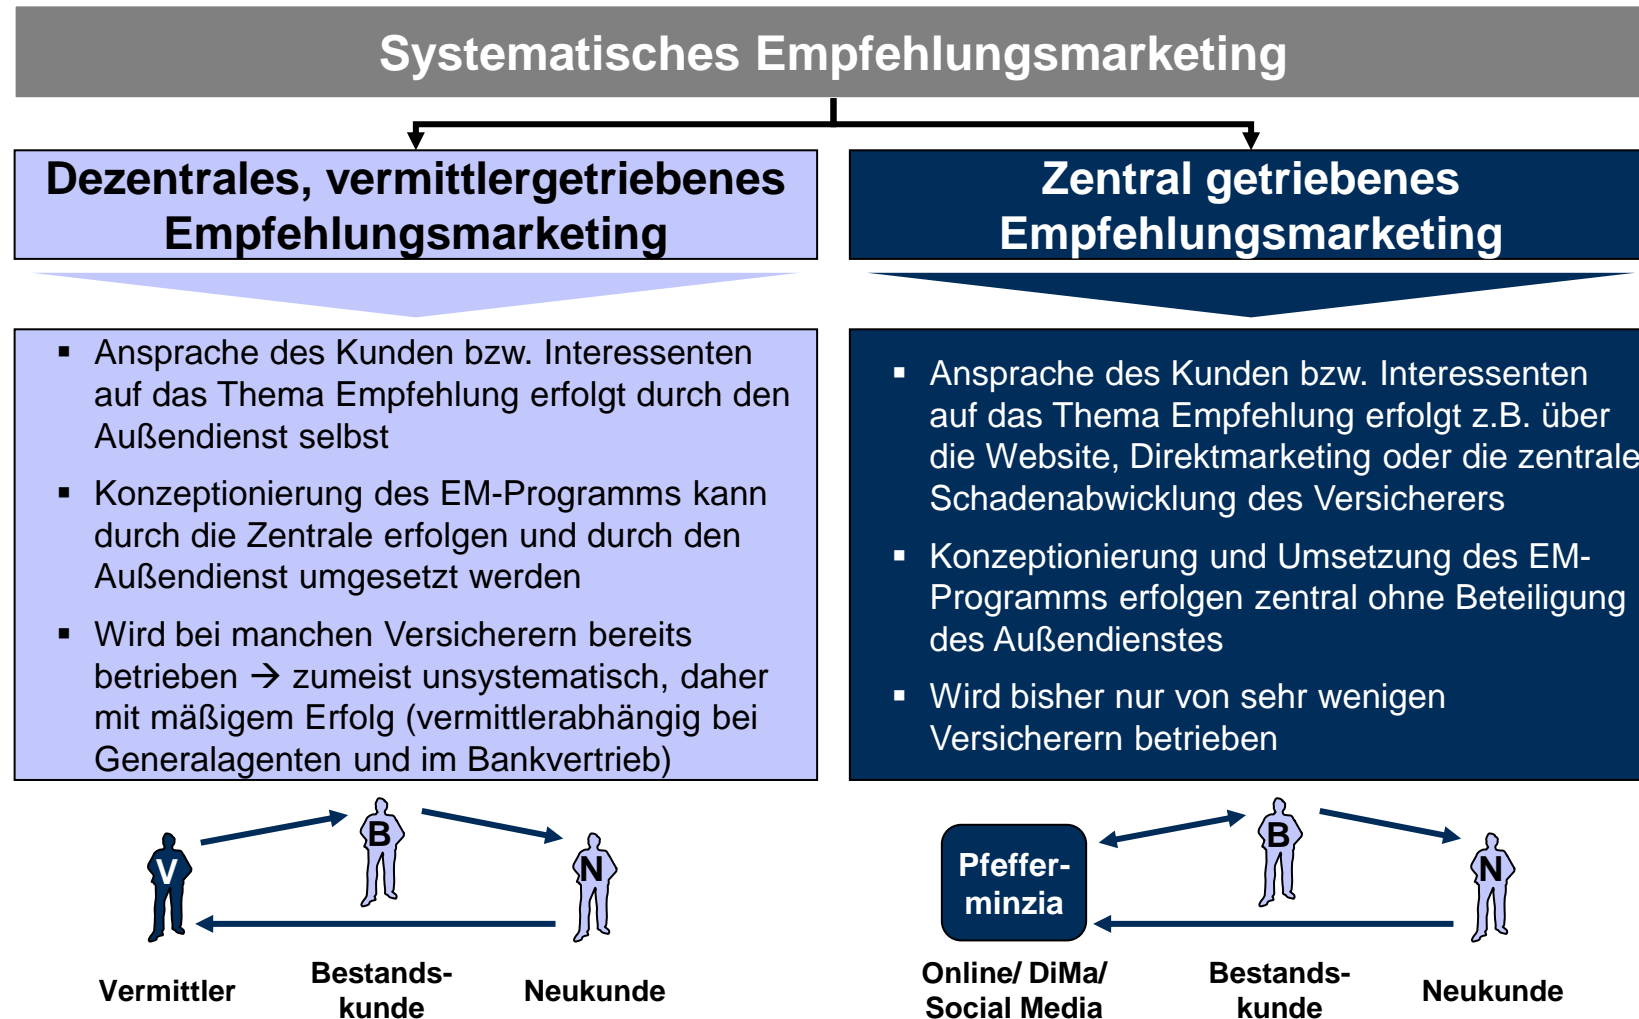 Systematisches Empfehlungsmarketing
Dezentrales, vermittlergetriebenes
Empfehlungsmarketing
▪ Ansprache des Kunden bzw. Interessenten
auf das Thema Empfehlung erfolgt durch den
Außendienst selbst
▪ Konzeptionierung des EM-Programms kann
durch die Zentrale erfolgen und durch den
Außendienst umgesetzt werden
▪ Wird bei manchen Versicherern bereits
betrieben → zumeist unsystematisch, daher
mit mäßigem Erfolg (vermittlerabhängig bei
Generalagenten und im Bankvertrieb)
V
B
N
Vermittler
Bestands-
kunde
Neukunde
Zentral getriebenes
Empfehlungsmarketing
▪ Ansprache des Kunden bzw. Interessenten
auf das Thema Empfehlung erfolgt z.B. über
die Website, Direktmarketing oder die zentrale
Schadenabwicklung des Versicherers
▪ Konzeptionierung und Umsetzung des EM-
Programms erfolgen zentral ohne Beteiligung
des Außendienstes
▪ Wird bisher nur von sehr wenigen
Versicherern betrieben
Pfeffer-
minzia
B
N
Online/ DiMa/
Social Media
Bestands-
kunde
Neukunde